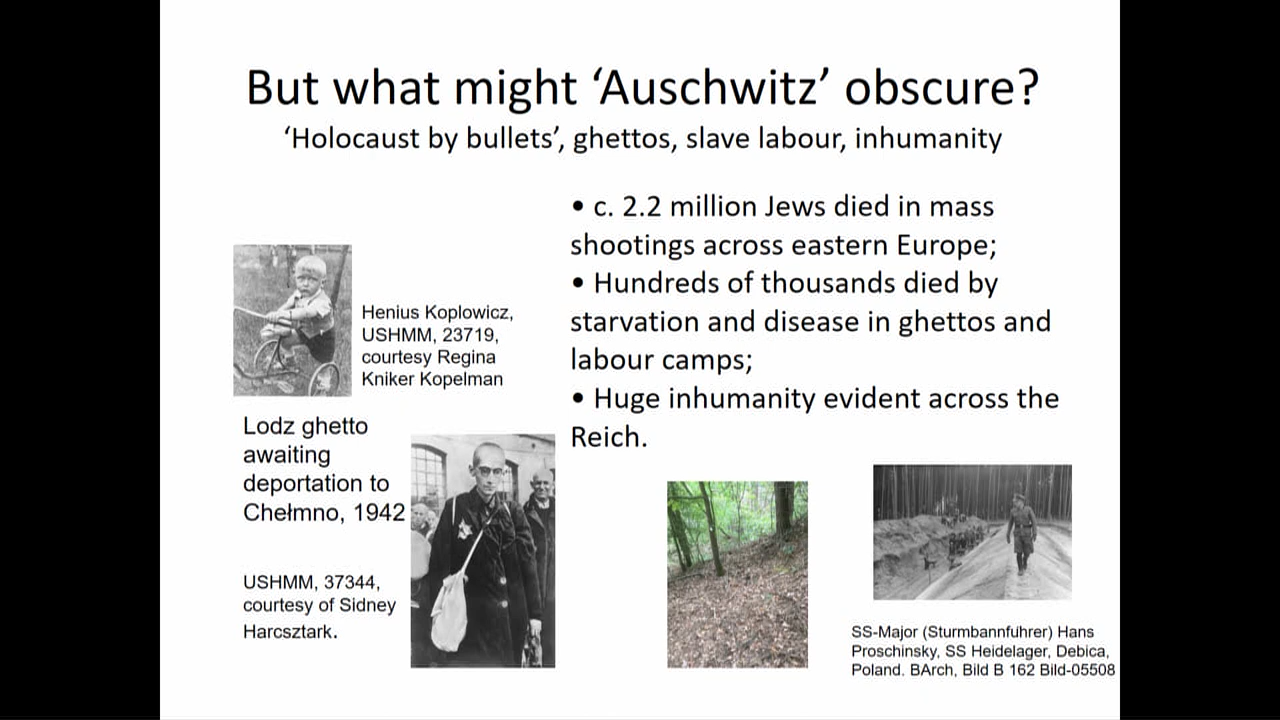 But what might ‘Auschwitz’ obscure?
‘Holocaust by bullets’, ghettos, slave labour, inhumanity
• c. 2.2 million Jews died in mass
shootings across eastern Europe;
• Hundreds of thousands died by
starvation and disease in ghettos and
labour camps;
• Huge inhumanity evident across the
Reich.
Henius Koplowicz,
USHMM, 23719,
courtesy Regina
Kniker Kopelman
Lodz ghetto
awaiting
deportation to
Chełmno, 1942
USHMM, 37344,
courtesy of Sidney
Harcsztark.
SS-Major (Sturmbannfuhrer) Hans
Proschinsky, SS Heidelager, Debica,
Poland. BArch, Bild B 162 Bild-05508